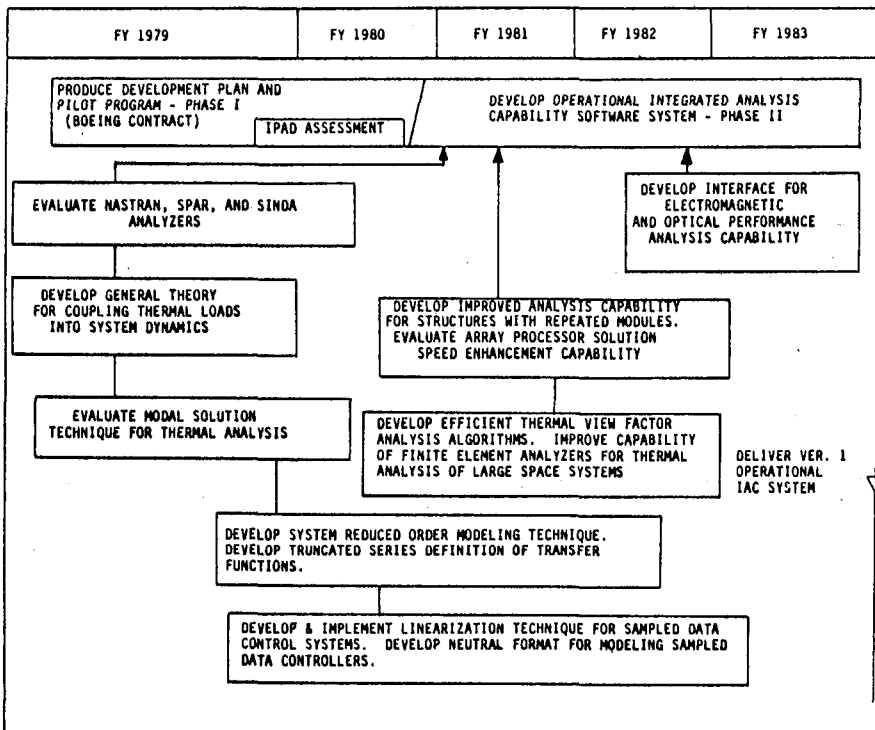 FY 1979
FY 1980
FY 1981
FY 1982
FY 1983
PRODUCE DEVELOPMENT PLAN AND
PILOT PROGRAM - PHASE I
(BOEING CONTRACT)
IPAD ASSESSMENT
DEVELOP OPERATIONAL INTEGRATED ANALYSIS
CAPABILITY SOFTWARE SYSTEM - PHASE II
EVALUATE NASTRAN, SPAR, AND SINDA
ANALYZERS
DEVELOP INTERFACE FOR
ELECTROMAGNETIC
AND OPTICAL PERFORMANCE
ANALYSIS CAPABILITY
DEVELOP GENERAL THEORY
FOR COUPLING THERMAL LOADS
INTO SYSTEM DYNAMICS
DEVELOP IMPROVED ANALYSIS CAPABILITY
FOR STRUCTURES WITH REPEATED MODULES.
EVALUATE ARRAY PROCESSOR SOLUTION
SPEED ENHANCEMENT CAPABILITY
EVALUATE MODAL SOLUTION
TECHNIQUE FOR THERMAL ANALYSIS
DEVELOP EFFICIENT THERMAL VIEW FACTOR
ANALYSIS ALGORITHMS. IMPROVE CAPABILITY
OF FINITE ELEMENT ANALYZERS FOR THERMAL
ANALYSIS OF LARGE SPACE SYSTEMS
DELIVER VER. 1
OPERATIONAL
IAC SYSTEM
DEVELOP SYSTEM REDUCED ORDER MODELING TECHNIQUE.
DEVELOP TRUNCATED SERIES DEFINITION OF TRANSFER
FUNCTIONS.
DEVELOP & IMPLEMENT LINEARIZATION TECHNIQUE FOR SAMPLED DATA
CONTROL SYSTEMS. DEVELOP NEUTRAL FORMAT FOR MODELING SAMPLED
DATA CONTROLLERS.